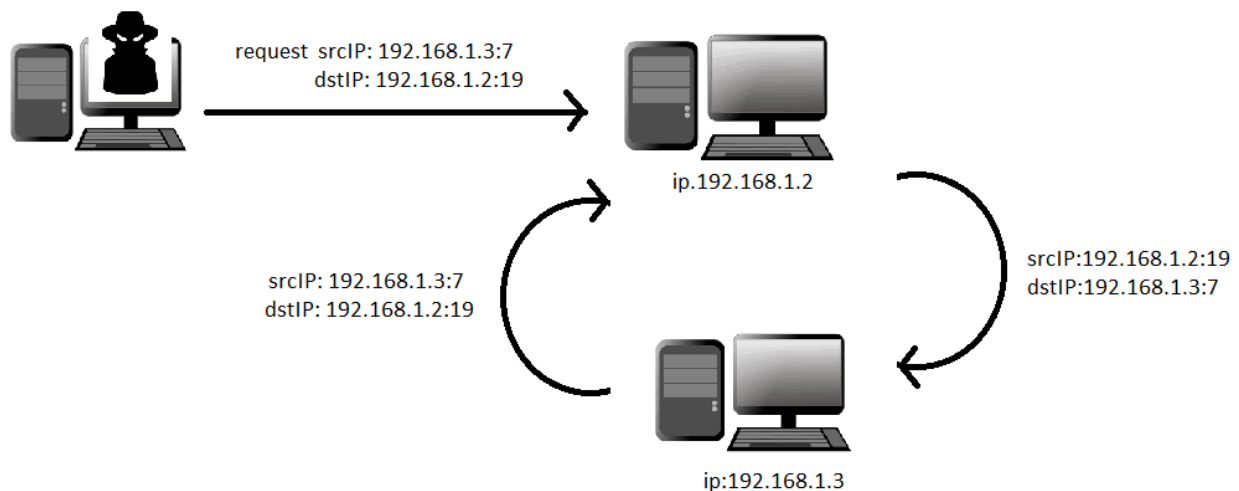 request srcIP: 192.168.1.3:7
dstIP: 192.168.1.2:19
ip.192.168.1.2
srcIP:192.168.1.2:19
dstIP:192.168.1.3:7
srcIP: 192.168.1.3:7
dstIP: 192.168.1.2:19
ip:192.168.1.3